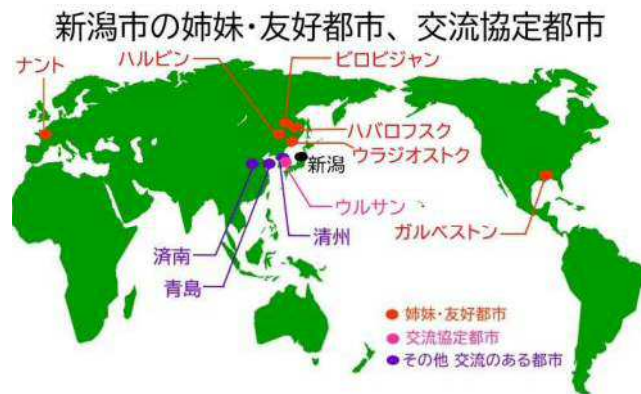 新潟市の姉妹・友好都市、交流協定都市
ナント
ハルビン
ビロビジャン
ハバロフスク
ウラジオストク
新潟
ウルサン
清州
ガルベストン
済南
青島
姉妹・友好都市
交流協定都市
その他 交流のある都市